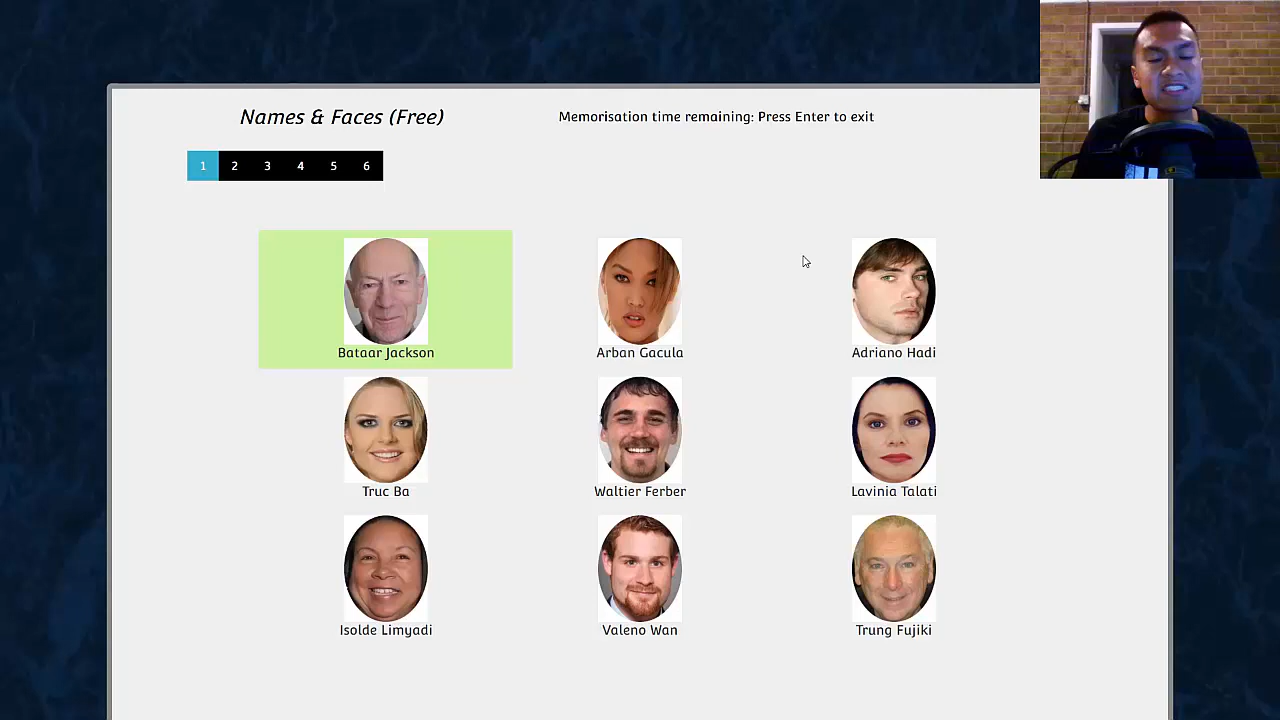 Names & Faces (Free)
Memorisation time remaining: Press Enter to exit
1 2 3 4 5 6
Bataar Jackson
Arban Gacula
Adriano Hadi
Truc Ba
Waltier Ferber
Lavinia Talati
Isolde Limyadi
Valeno Wan
Trung Fujiki